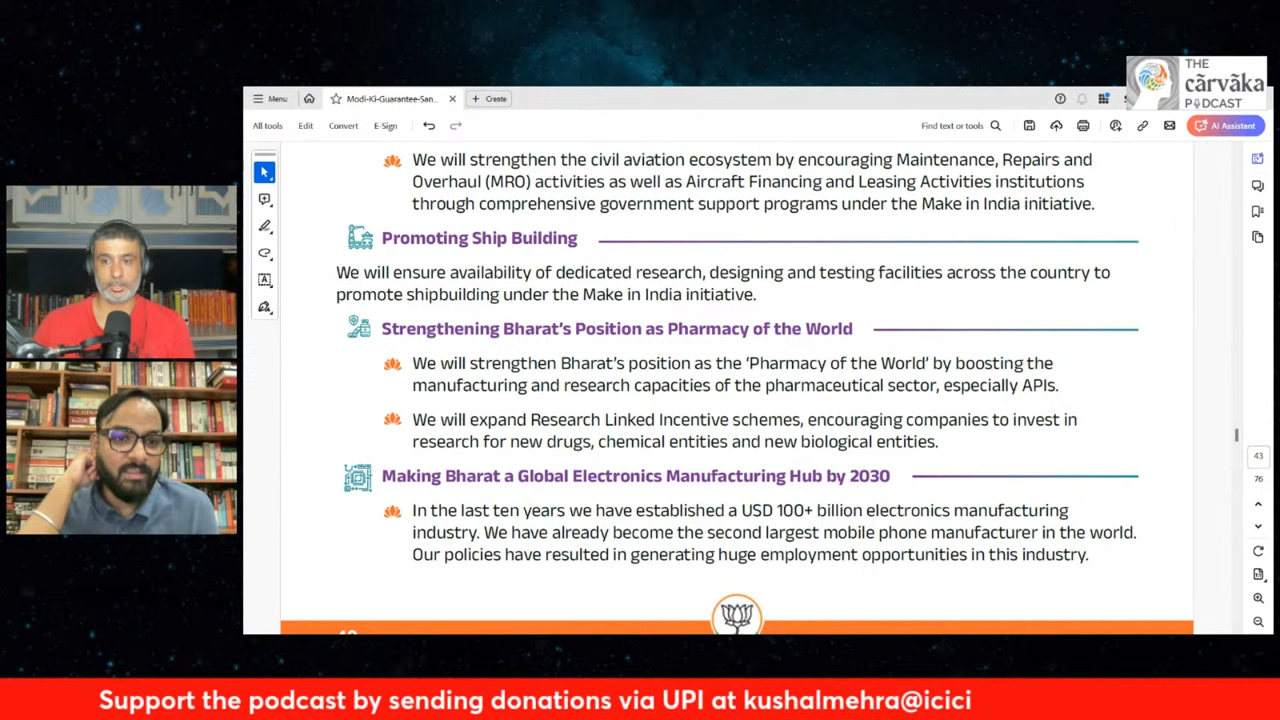 THE
cārvāka
PODCAST
Menu
Modi-Ki-Guarantee-San...
Create
All tools
Edit
Convert
E-Sign
Find text or tools
AI Assistant
We will strengthen the civil aviation ecosystem by encouraging Maintenance, Repairs and
Overhaul (MRO) activities as well as Aircraft Financing and Leasing Activities institutions
through comprehensive government support programs under the Make in India initiative.
Promoting Ship Building
We will ensure availability of dedicated research, designing and testing facilities across the country to
promote shipbuilding under the Make in India initiative.
Strengthening Bharat's Position as Pharmacy of the World
We will strengthen Bharat's position as the 'Pharmacy of the World' by boosting the
manufacturing and research capacities of the pharmaceutical sector, especially APIs.
We will expand Research Linked Incentive schemes, encouraging companies to invest in
research for new drugs, chemical entities and new biological entities.
Making Bharat a Global Electronics Manufacturing Hub by 2030
In the last ten years we have established a USD 100+ billion electronics manufacturing
industry. We have already become the second largest mobile phone manufacturer in the world.
Our policies have resulted in generating huge employment opportunities in this industry.
43
76
Support the podcast by sending donations via UPI at kushalmehra@icici